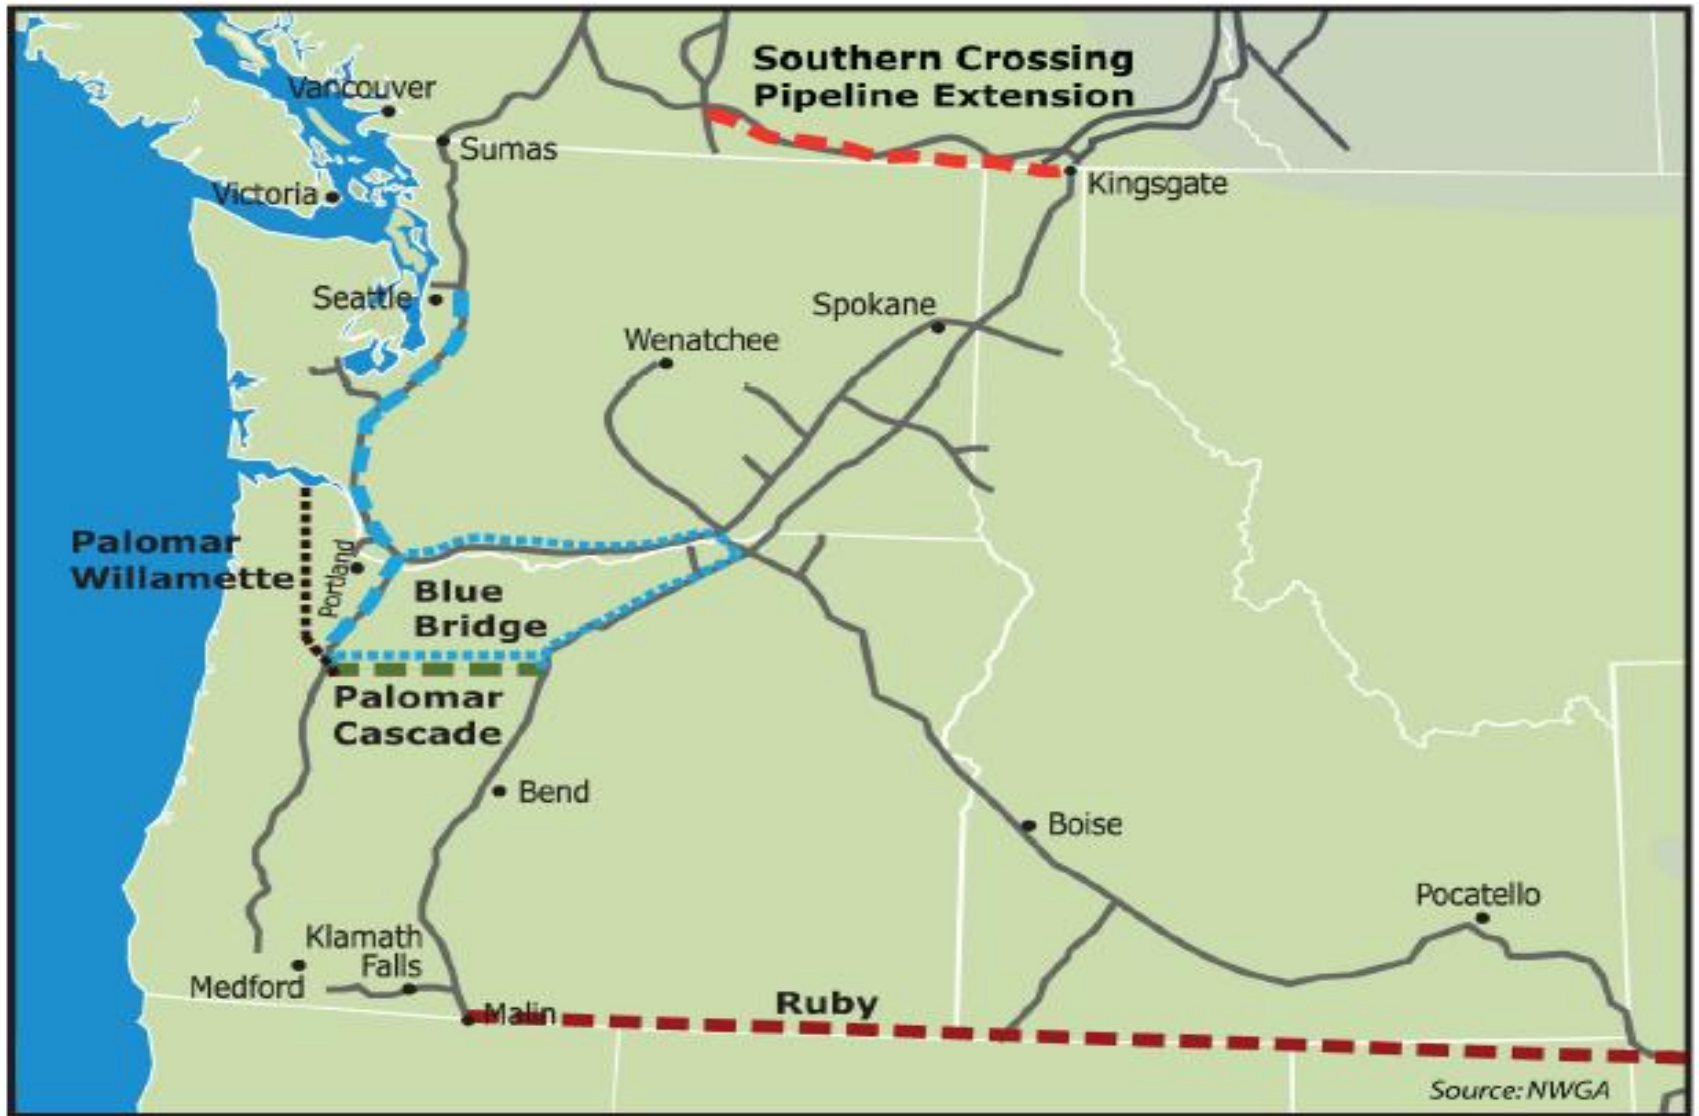 Southern Crossing
Pipeline Extension
Vancouver
Sumas
Kingsgate
Victoria
Seattle
Spokane
Wenatchee
Palomar
Willamette
Portland
Blue
Bridge
Palomar
Cascade
Bend
Boise
Pocatello
Klamath
Falls
Medford
Malin
Ruby
Source: NWGA